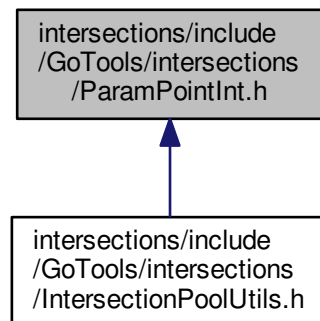 intersections/include
/GoTools/intersections
/ParamPointInt.h
intersections/include
/GoTools/intersections
/IntersectionPoolUtils.h